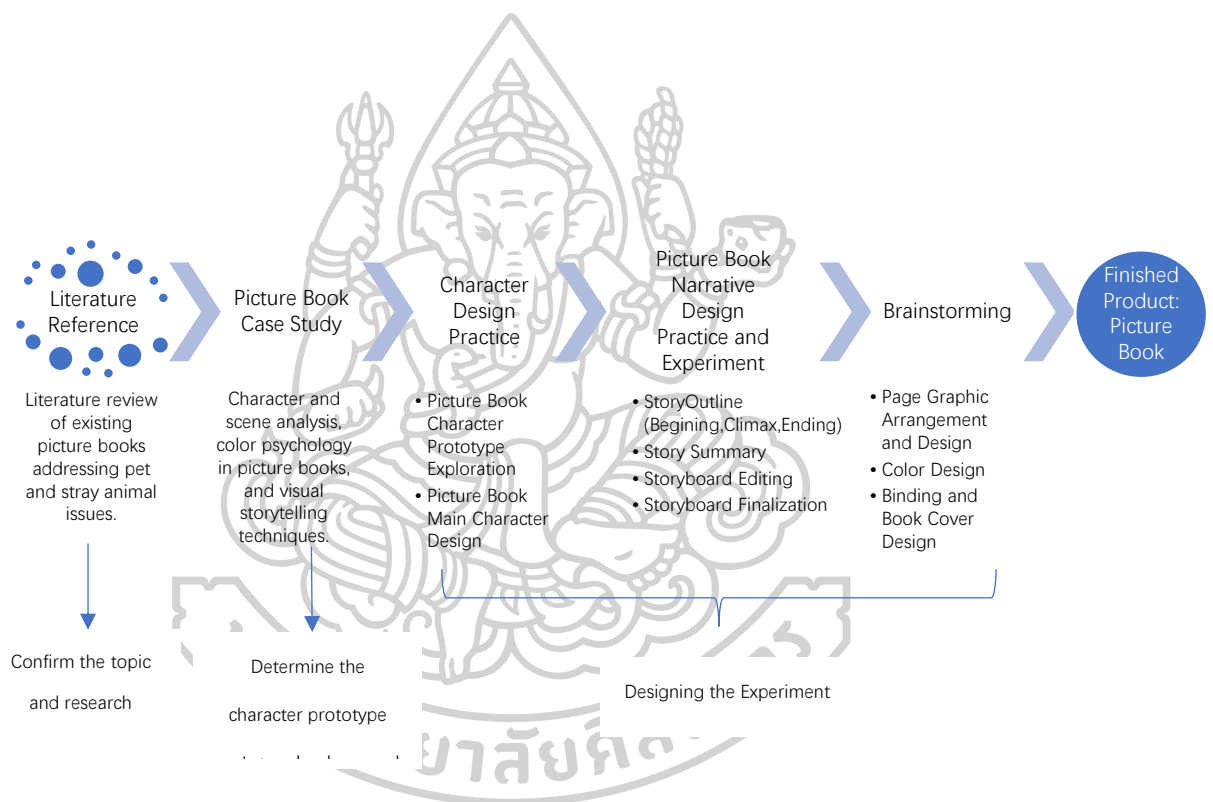 Literature
Reference
Literature review
of existing
picture books
addressing pet
and stray animal
issues.
Confirm the topic
and research
Picture Book
Case Study
Character and
scene analysis,
color psychology
in picture books,
and visual
storytelling
techniques.
Determine the
character prototype
Character
Design
Practice
• Picture Book
Character
Prototype
Exploration
• Picture Book
Main Character
Design
Picture Book
Narrative
Design
Practice and
Experiment
• StoryOutline
(Begining,Climax,Ending)
• Story Summary
• Storyboard Editing
• Storyboard Finalization
Brainstorming
• Page Graphic
Arrangement
and Design
• Color Design
• Binding and
Book Cover
Design
Designing the Experiment
Finished
Product:
Picture
Book